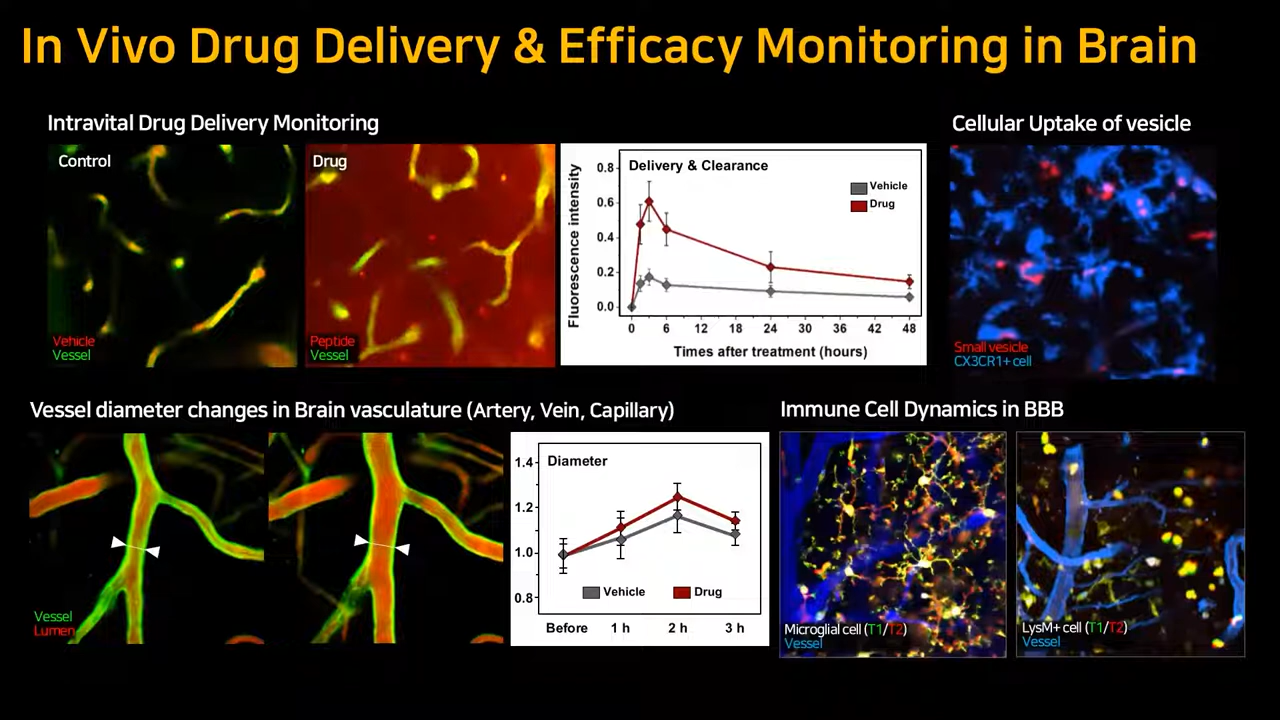 In Vivo Drug Delivery & Efficacy Monitoring in Brain
Intravital Drug Delivery Monitoring
Control
Vehicle
Vessel
Drug
Peptide
Vessel
Delivery & Clearance
Vehicle
Drug
Fluorescence intensity
0.8
0.6
0.4
0.2
0.0
0 3 6 12 18 24 30 36 42 48
Times after treatment (hours)
Cellular Uptake of vesicle
Small vesicle
CX3CR1+ cell
Vessel diameter changes in Brain vasculature (Artery, Vein, Capillary)
Vessel
Lumen
Diameter
1.4
1.2
1.0
0.8
Vehicle Drug
Before 1 h 2 h 3 h
Immune Cell Dynamics in BBB
Microglial cell (T1/T2)
Vessel
LysM+ cell (T1/T2)
Vessel